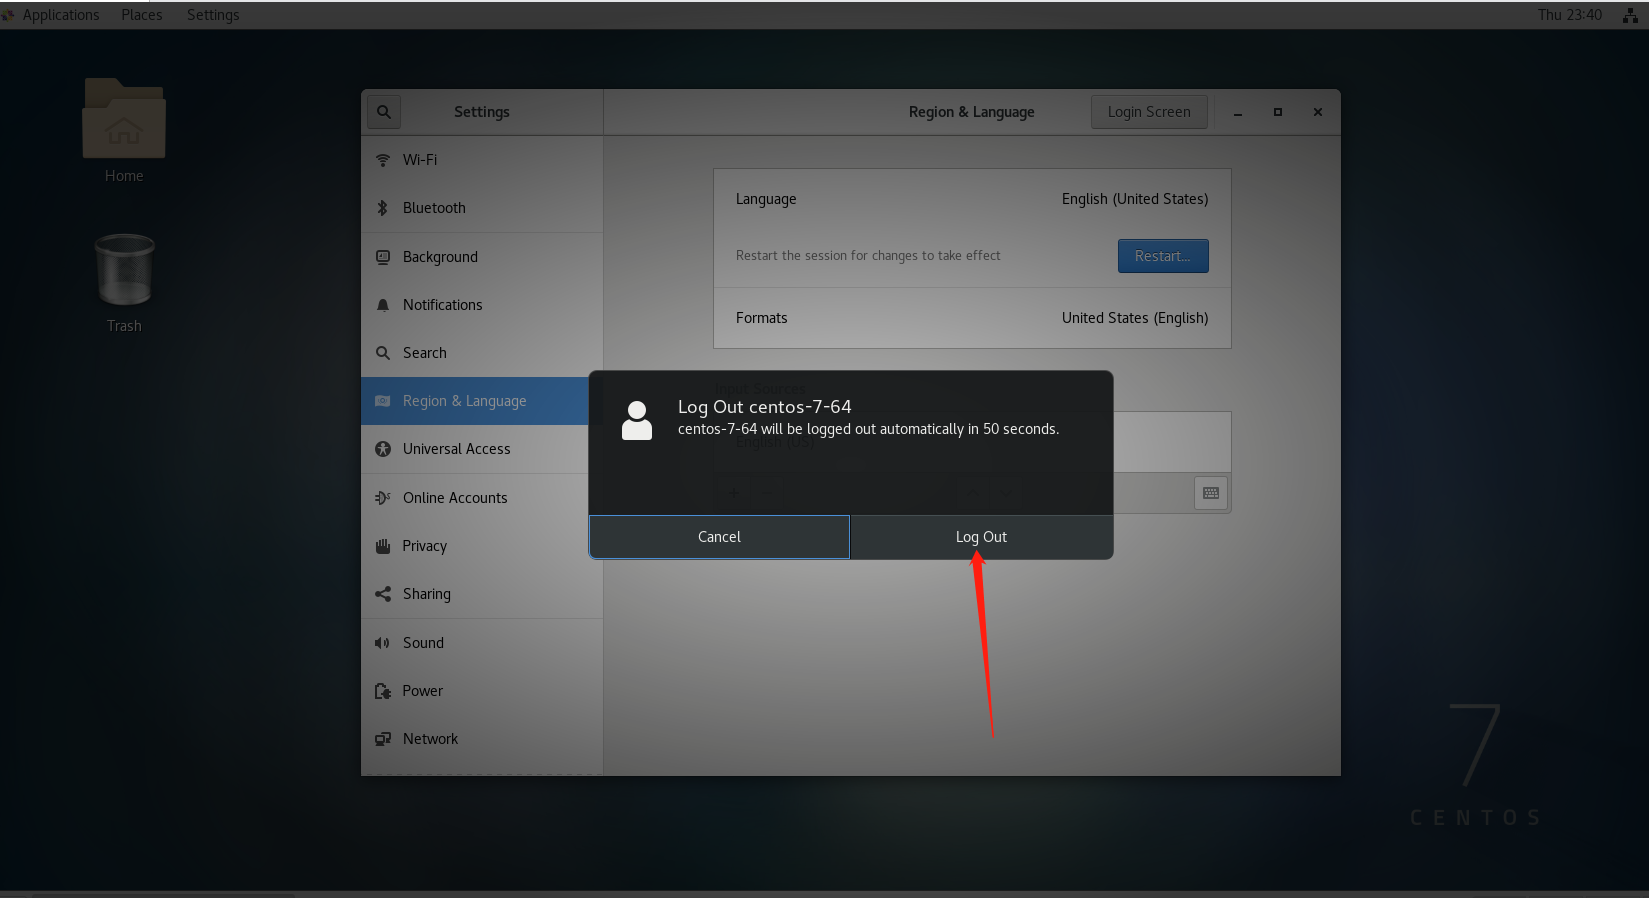 Applications Places Settings Thu 23:40
Home
Trash
Settings
Region & Language
Login Screen
Wi-Fi
Bluetooth
Background
Notifications
Search
Region & Language
Universal Access
Online Accounts
Privacy
Sharing
Sound
Power
Network
Language English (United States)
Restart the session for changes to take effect Restart...
Formats United States (English)
Input Sources
English (US)
Log Out centos-7-64
centos-7-64 will be logged out automatically in 50 seconds.
Cancel Log Out
7
CENTOS